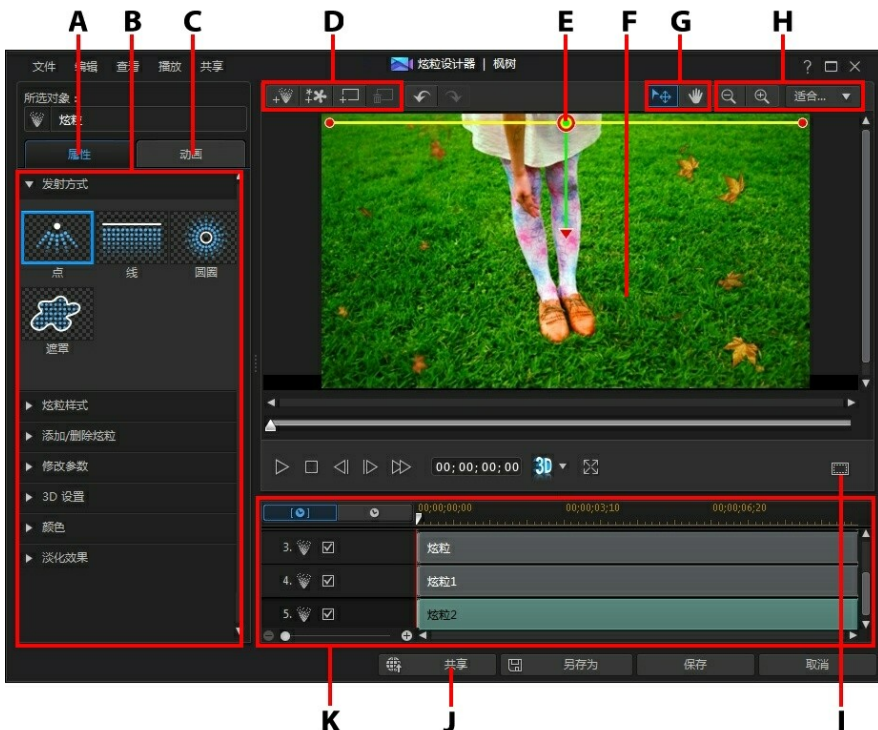 A B C D E F G H
文件 编辑 查看 播放 共享
炫粒设计器 | 枫树
所选对象：
炫粒
属性 动画
适合...
发射方式
点 线 圆圈
遮罩
炫粒样式
添加/删除炫粒
修改参数
3D 设置
颜色
淡化效果
00;00;00;00 3D
00;00;00;00 00;00;03;10 00;00;06;20
3. 炫粒
4. 炫粒1
5. 炫粒2
共享 另存为 保存 取消
K J I